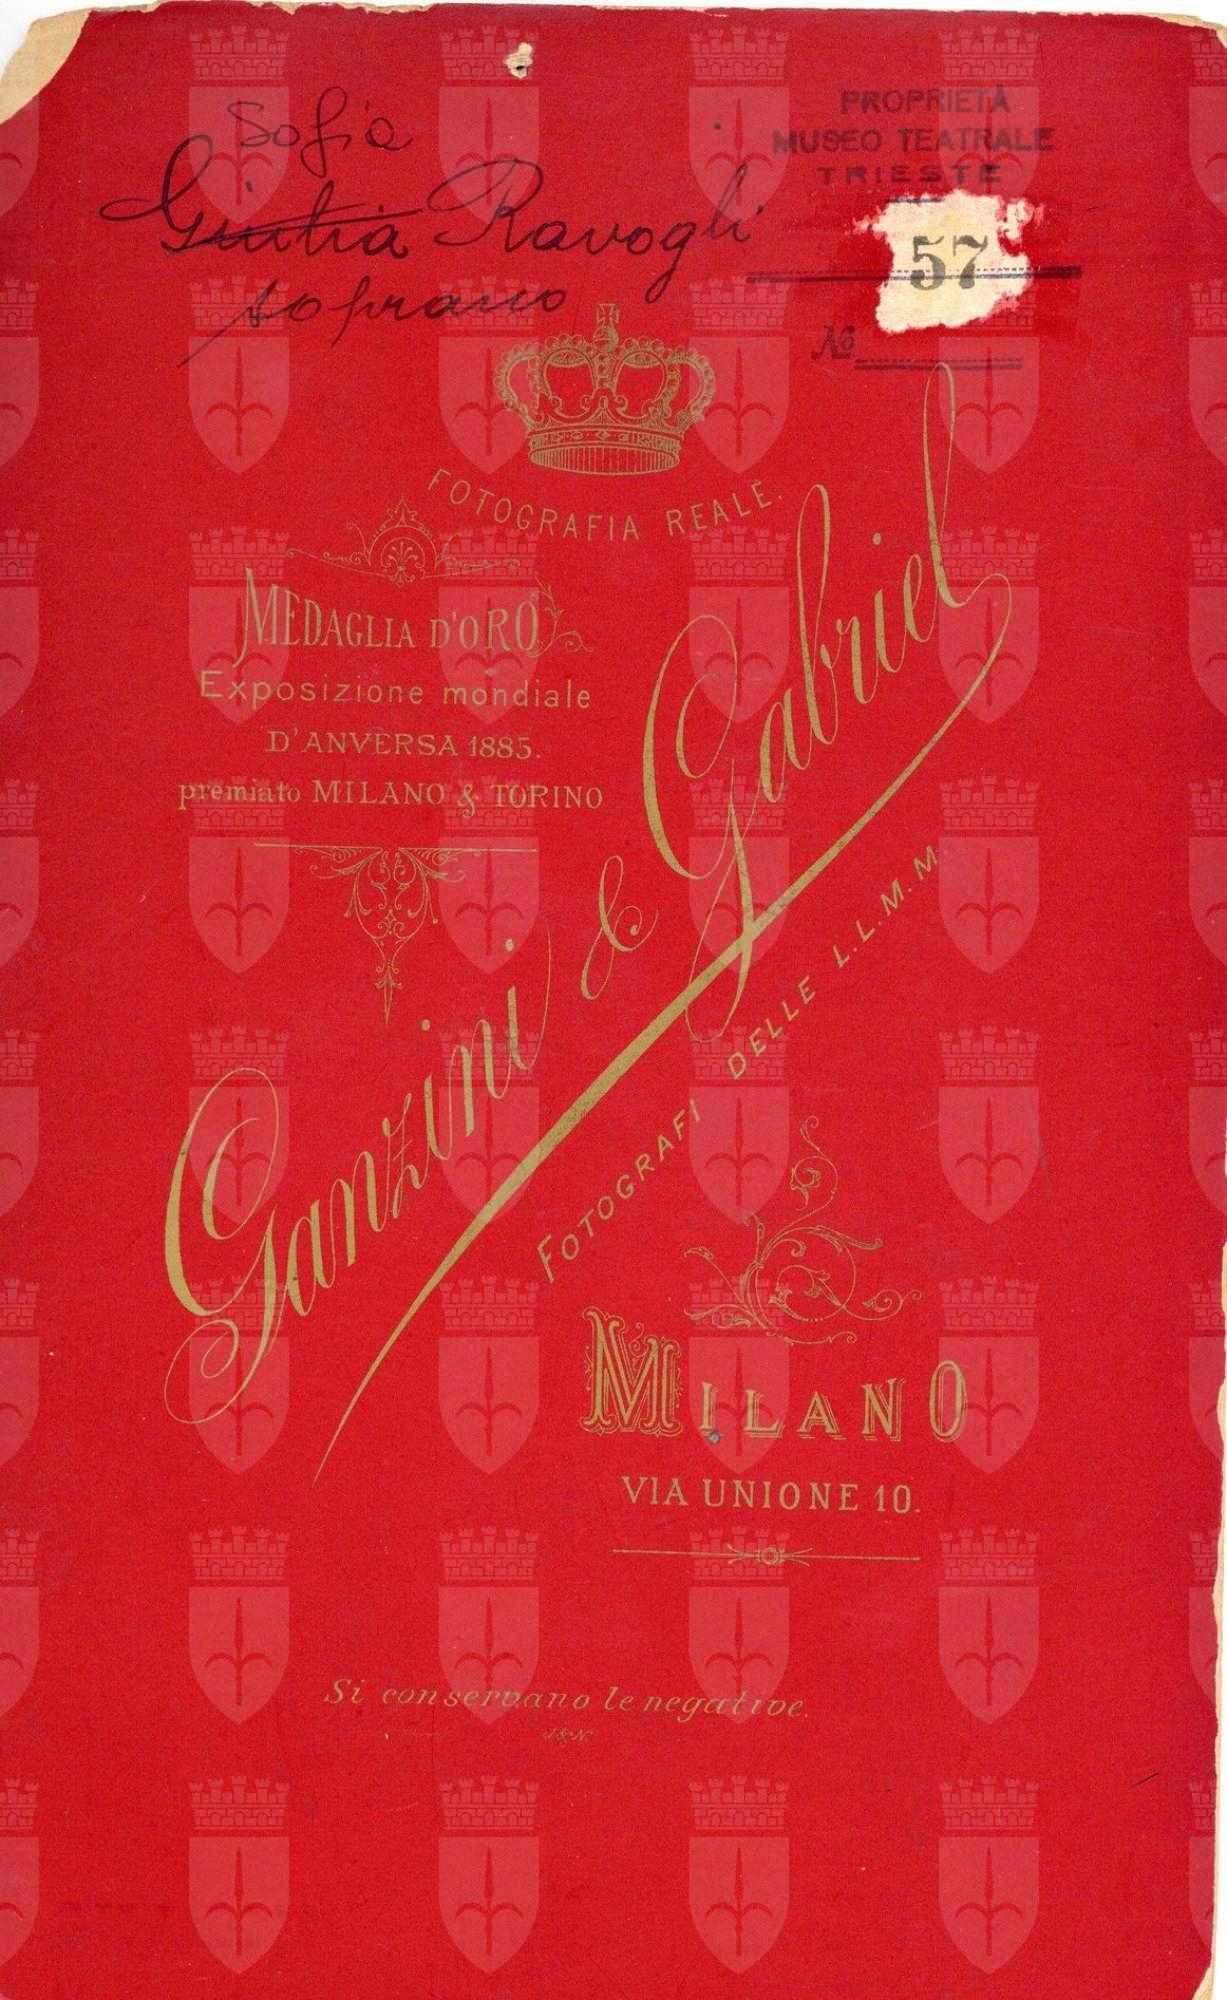 Sofia
Giulia Ravogli
soprano
PROPRIETÀ
MUSEO TEATRALE
TRIESTE
57
No
FOTOGRAFIA REALE.
MEDAGLIA D'ORO
Exposizione mondiale
D'ANVERSA 1885.
premiato MILANO & TORINO
Ganzini & Gabriel
FOTOGRAFI DELLE L.L.M.M.
MILANO
VIA UNIONE 10.
Si conservano le negative.